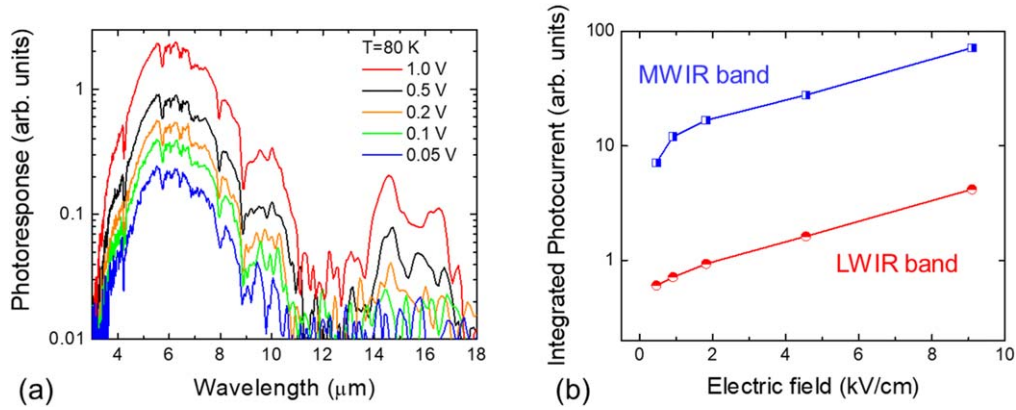 T=80 K
1.0 V
0.5 V
0.2 V
0.1 V
0.05 V
Photoresponse (arb. units)
1
0.1
0.01
4 6 8 10 12 14 16 18
Wavelength (μm)
(a)
MWIR band
LWIR band
Integrated Photocurrent (arb. units)
100
10
1
0 2 4 6 8 10
Electric field (kV/cm)
(b)